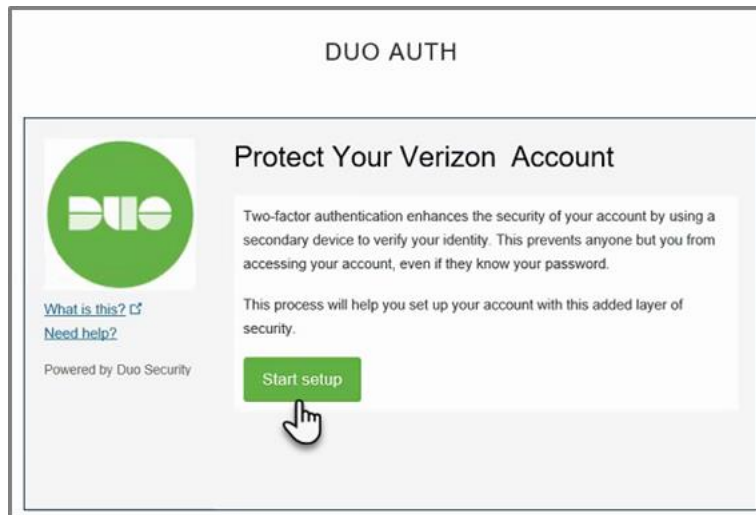 DUO AUTH
DUO
Protect Your Verizon Account
Two-factor authentication enhances the security of your account by using a
secondary device to verify your identity. This prevents anyone but you from
accessing your account, even if they know your password.
This process will help you set up your account with this added layer of
security.
What is this?
Need help?
Powered by Duo Security
Start setup